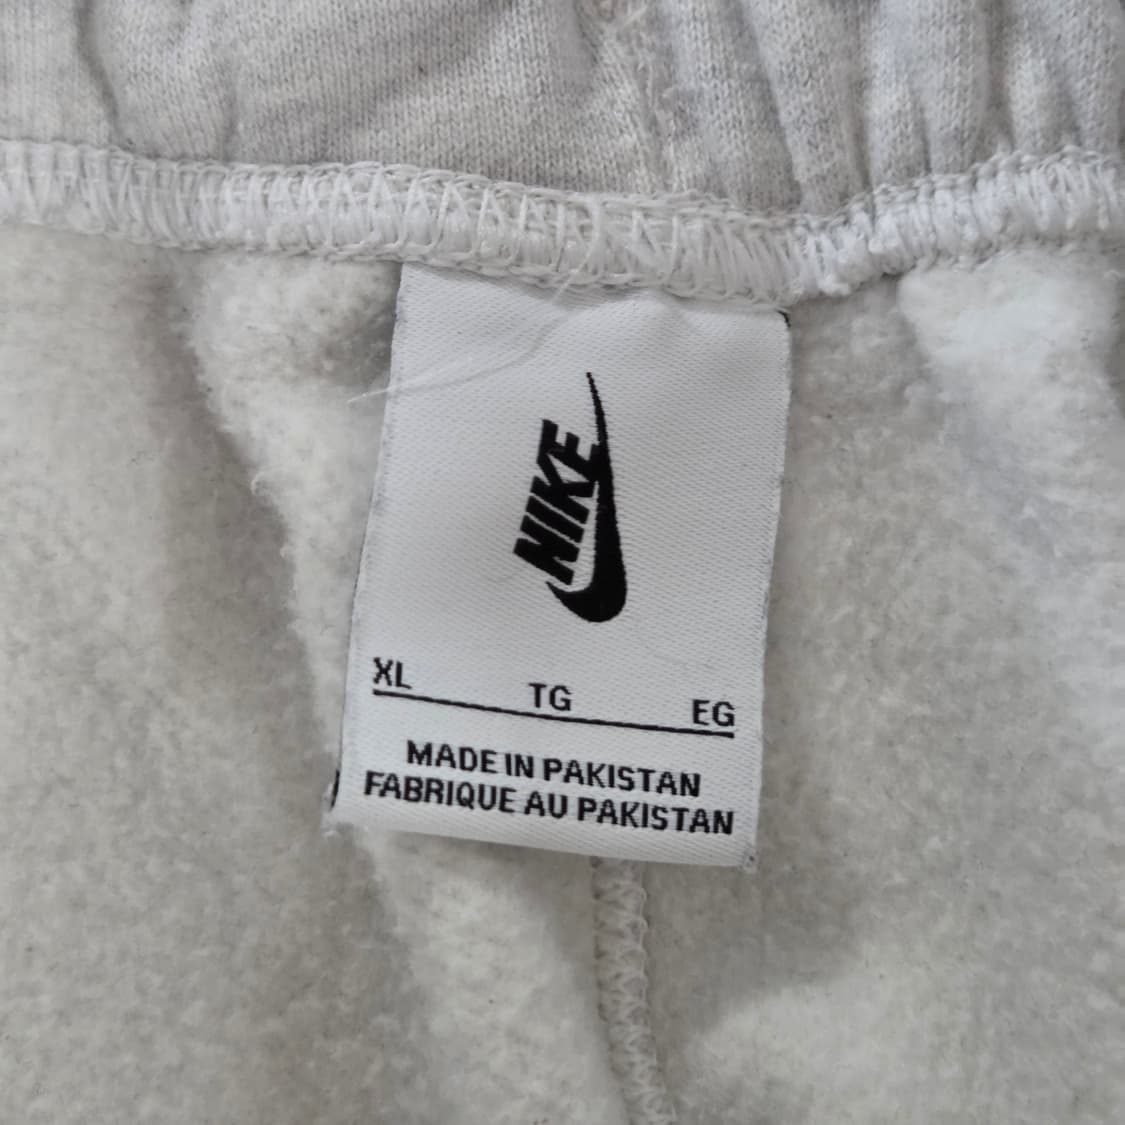 NIKE
XL TG EG
MADE IN PAKISTAN
FABRIQUE AU PAKISTAN